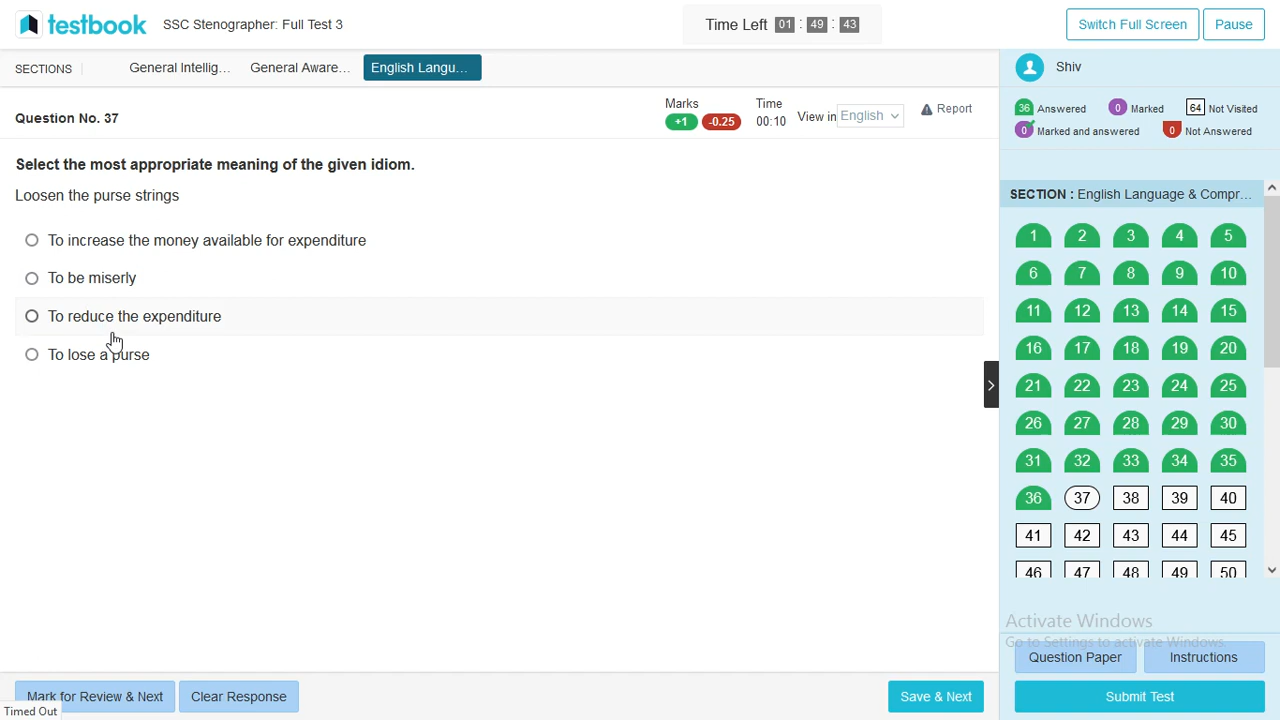 testbook SSC Stenographer: Full Test 3 Time Left 01 : 49 : 43 Switch Full Screen Pause
SECTIONS General Intellig... General Aware... English Langu... Shiv
Question No. 37 Marks +1 -0.25 Time 00:10 View in English Report
36 Answered 0 Marked 64 Not Visited
0 Marked and answered 0 Not Answered
Select the most appropriate meaning of the given idiom.
Loosen the purse strings
To increase the money available for expenditure
To be miserly
To reduce the expenditure
To lose a purse
SECTION : English Language & Compr...
1 2 3 4 5
6 7 8 9 10
11 12 13 14 15
16 17 18 19 20
21 22 23 24 25
26 27 28 29 30
31 32 33 34 35
36 37 38 39 40
41 42 43 44 45
46 47 48 49 50
Activate Windows
Go to Settings to activate Windows.
Question Paper Instructions
Mark for Review & Next Clear Response Save & Next Submit Test
Timed Out